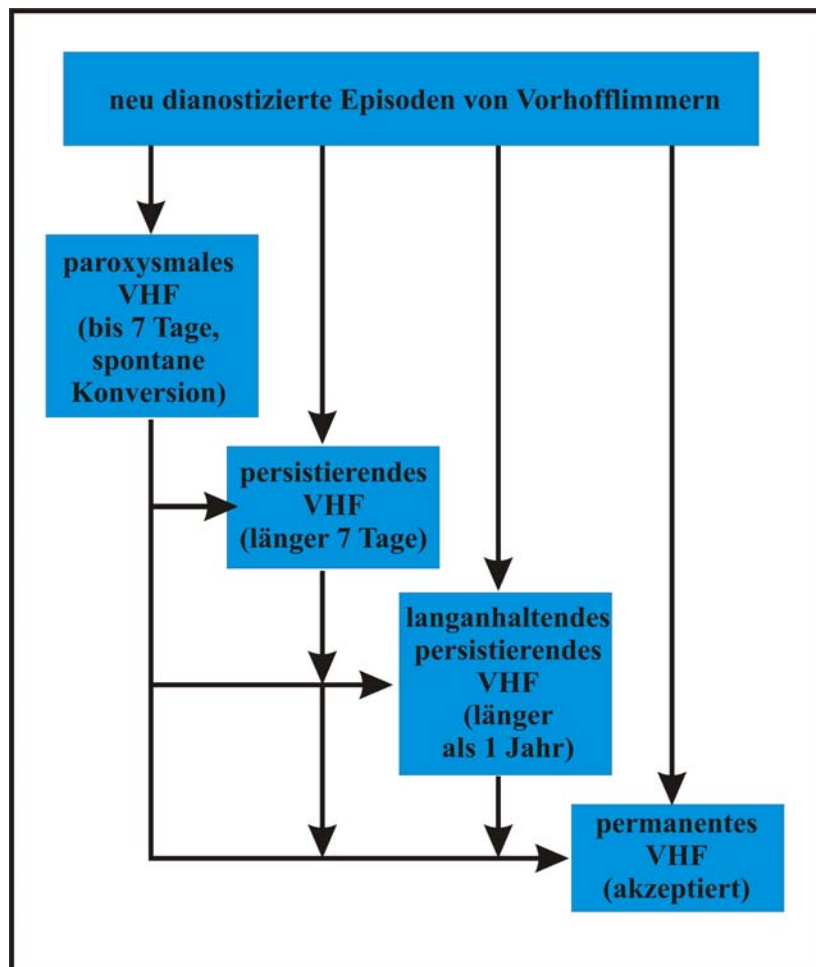 neu dianostizierte Episoden von Vorhofflimmern
paroxysmales
VHF
(bis 7 Tage,
spontane
Konversion)
persistierendes
VHF
(länger 7 Tage)
langanhaltendes
persistierendes
VHF
(länger
als 1 Jahr)
permanentes
VHF
(akzeptiert)